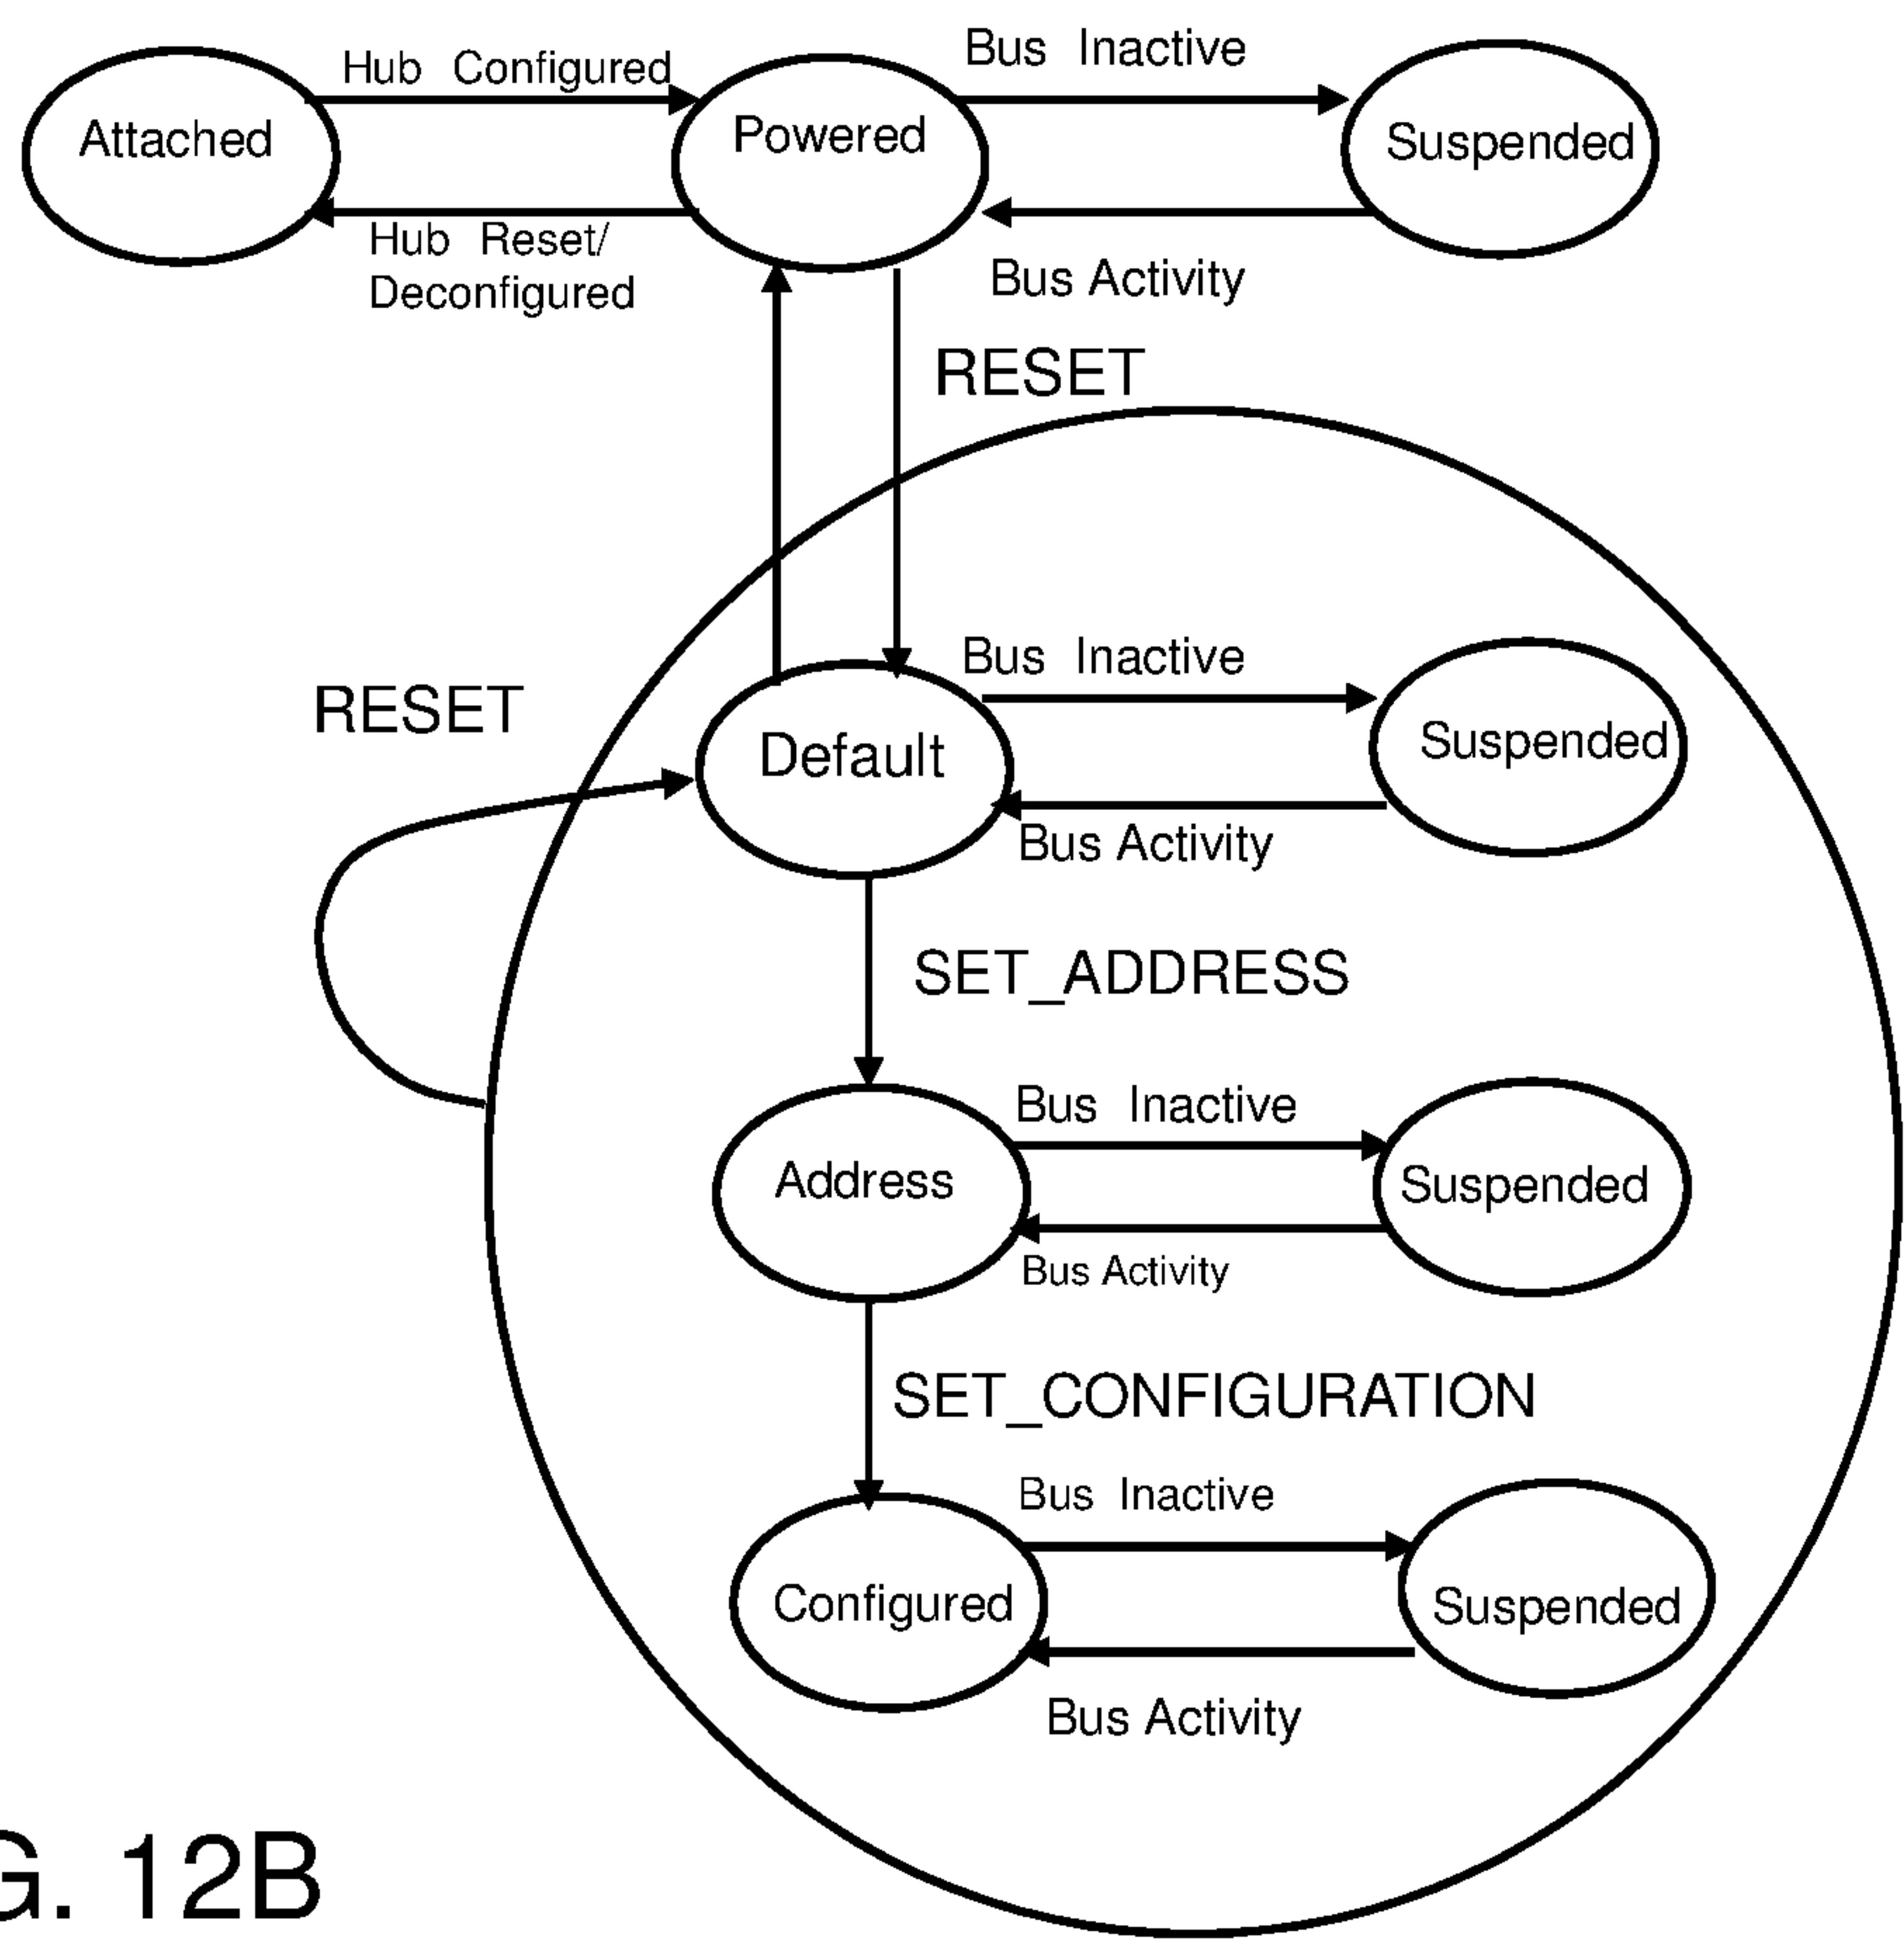 Hub Configured
Bus Inactive
Attached
Powered
Suspended
Hub Reset/
Deconfigured
Bus Activity
RESET
RESET
Bus Inactive
Default
Suspended
Bus Activity
SET_ADDRESS
Bus Inactive
Address
Suspended
Bus Activity
SET_CONFIGURATION
Bus Inactive
Configured
Suspended
Bus Activity
G. 12B